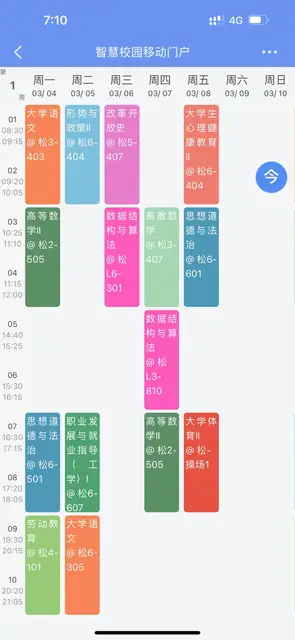 7:10
4G
智慧校园移动门户
第
1
周
周一
03/ 04
周二
03/ 05
周三
03/ 06
周四
03/ 07
周五
03/ 08
周六
03/ 09
周日
03/ 10
01
08:30
09:15
02
09:20
10:05
03
10:25
11:10
04
11:15
12:00
05
14:40
15:25
06
15:30
16:15
07
16:30
17:15
08
17:20
18:05
09
19:30
20:15
10
20:20
21:05
大学语
文
@ 松3-
403
形势与
政策II
@ 松6-
404
改革开
放史
@ 松5-
407
大学生
心理健
康教育
II
@ 松6-
404
今
高等数
学II
@ 松2-
505
数据结
构与算
法
@ 松
L6-
301
离散数
学
@ 松3-
407
思想道
德与法
治
@ 松6-
601
数据结
构与算
法
@ 松
L3-
810
思想道
德与法
治
@ 松6-
501
职业发
展与就
业指导
（ 工
学）I
@ 松6-
607
高等数
学II
@ 松2-
505
大学体
育II
@ 松-
操场1
劳动教
育
@ 松4-
101
大学语
文
@ 松6-
305